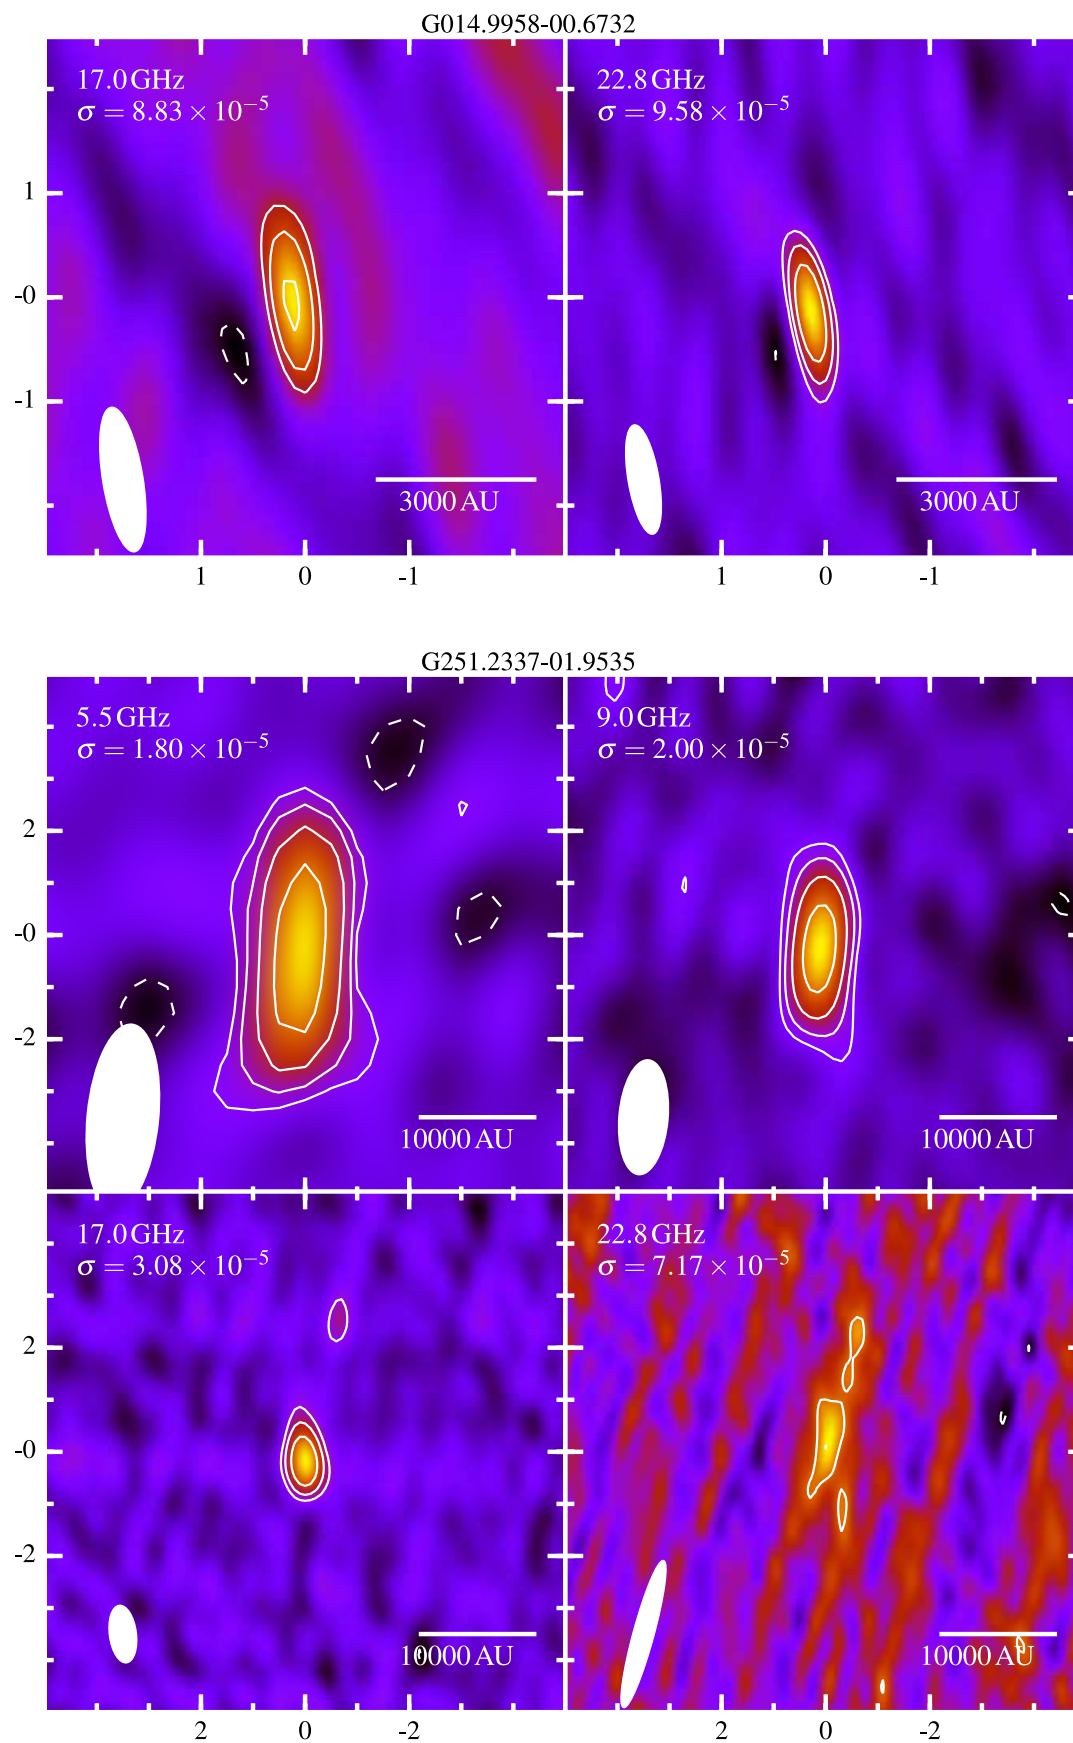 G014.9958-00.6732
17.0 GHz
σ = 8.83 × 10⁻⁵
22.8 GHz
σ = 9.58 × 10⁻⁵
1
-0
-1
3000 AU
3000 AU
1 0 -1
1 0 -1
G251.2337-01.9535
5.5 GHz
σ = 1.80 × 10⁻⁵
9.0 GHz
σ = 2.00 × 10⁻⁵
2
-0
-2
10000 AU
10000 AU
17.0 GHz
σ = 3.08 × 10⁻⁵
22.8 GHz
σ = 7.17 × 10⁻⁵
2
-0
-2
10000 AU
10000 AU
2 0 -2
2 0 -2